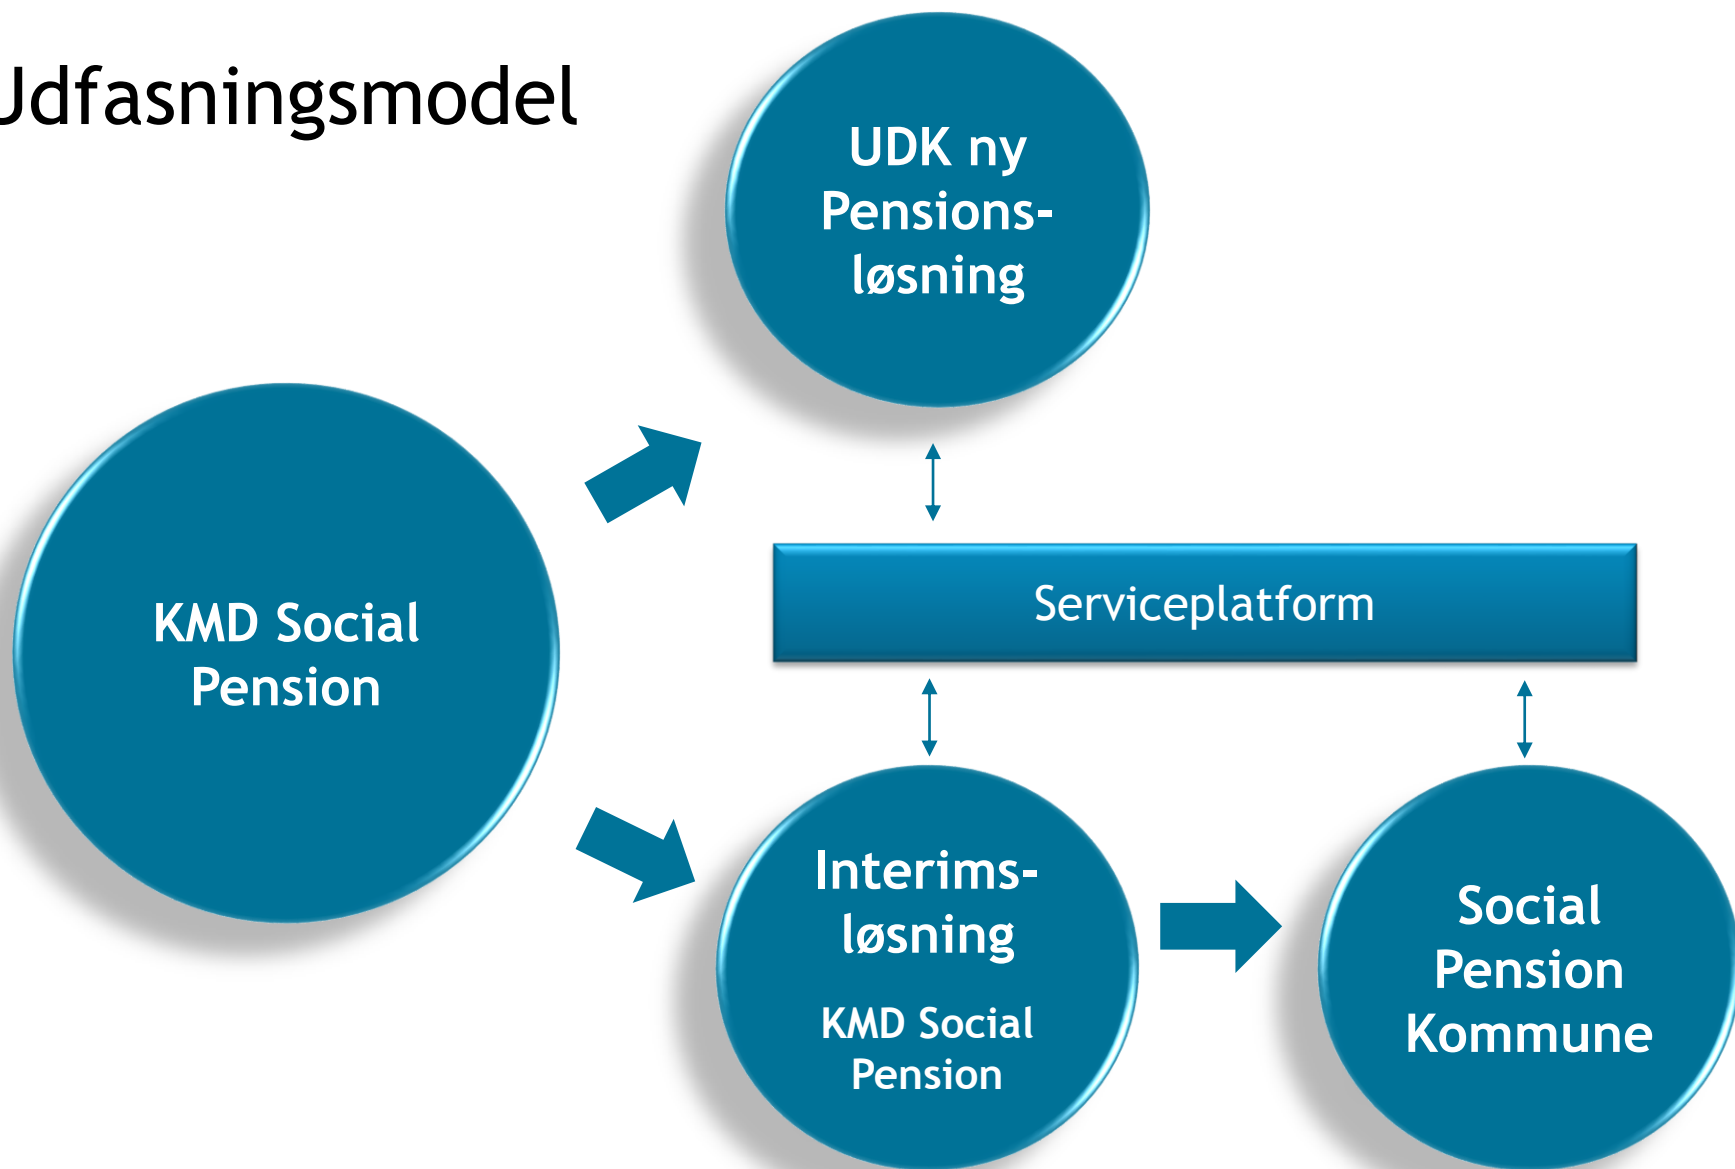 Udfasningsmodel
UDK ny
Pensions-
løsning
KMD Social
Pension
Serviceplatform
Interims-
løsning
KMD Social
Pension
Social
Pension
Kommune